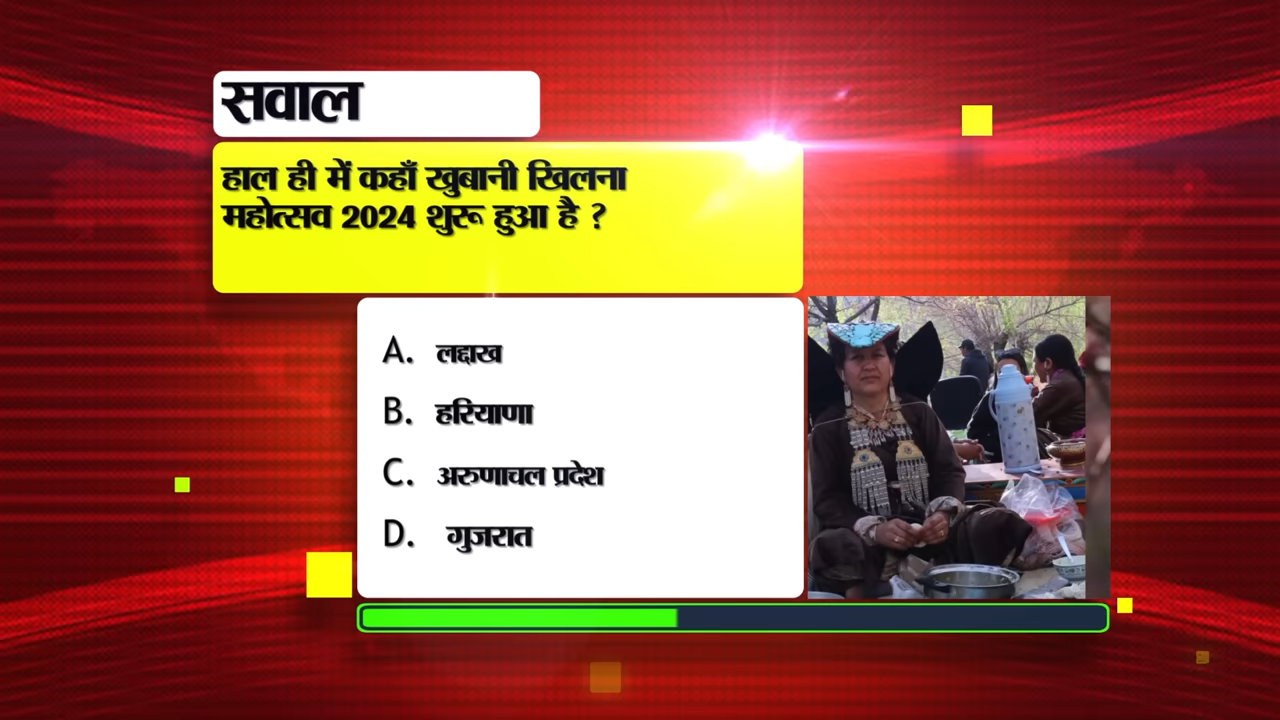 सवाल
हाल ही में कहाँ खुबानी खिलना
महोत्सव 2024 शुरू हुआ है ?
A. लद्दाख
B. हरियाणा
C. अरुणाचल प्रदेश
D. गुजरात